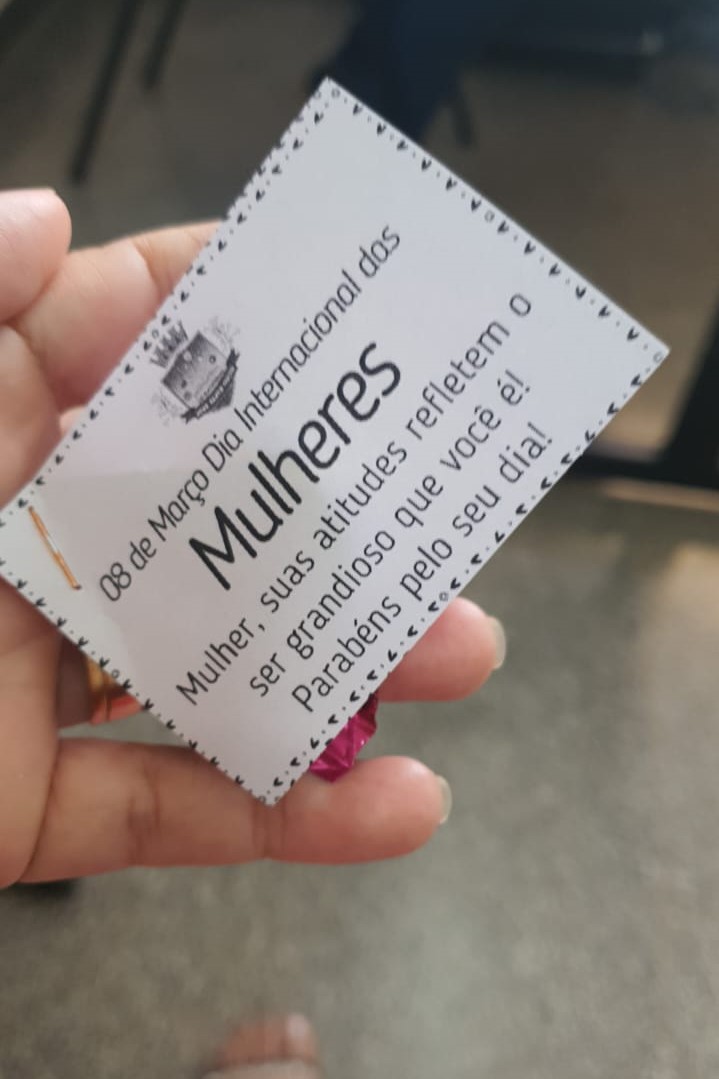 08 de Março Dia Internacional das
Mulheres
Mulher, suas atitudes refletem o
ser grandioso que você é!
Parabéns pelo seu dia!